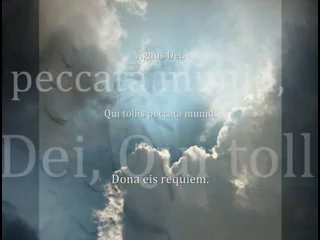 Agnus Dei,
peccata mundi,
Qui tollis peccata mundi,
Dei, Qui toll
Dona eis requiem.